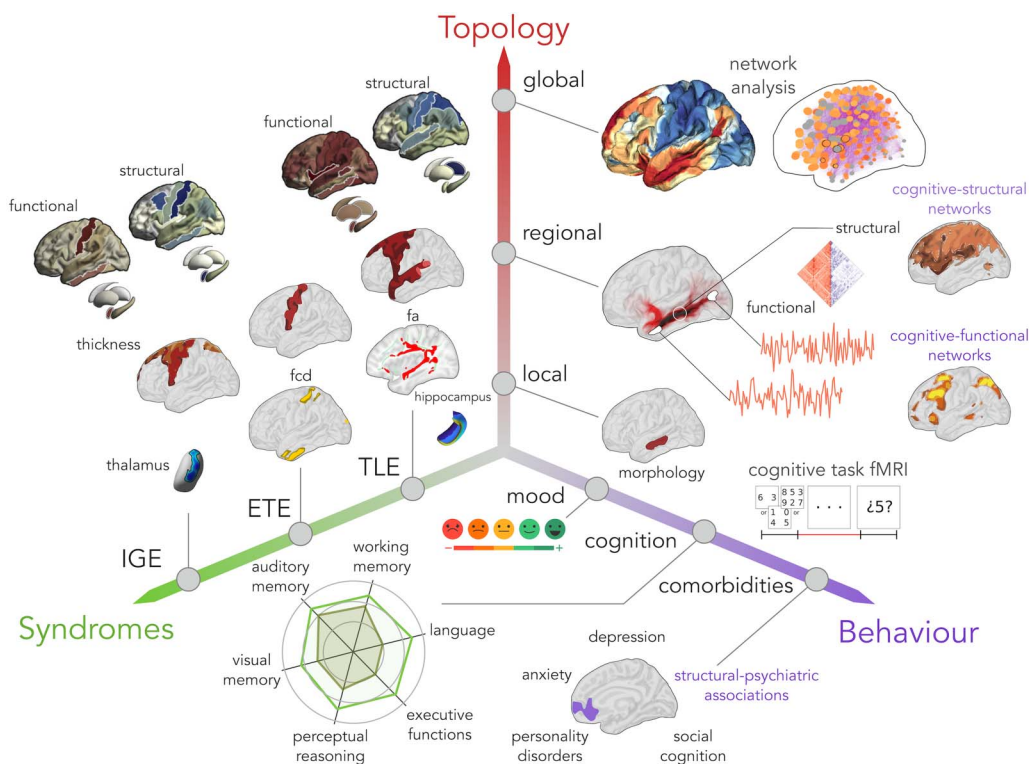 Topology
global
network
analysis
structural
functional
structural
functional
cognitive-structural
networks
regional
structural
functional
thickness
fa
cognitive-functional
networks
fcd
local
hippocampus
thalamus
TLE
morphology
cognitive task fMRI
mood
6 3
8 5 3
9 2 7
or
or
1 0
4 5
. . .
¿5?
ETE
- +
cognition
IGE
working
memory
auditory
memory
comorbidities
Syndromes
language
Behaviour
depression
visual
memory
anxiety
structural-psychiatric
associations
executive
functions
perceptual
reasoning
personality
disorders
social
cognition